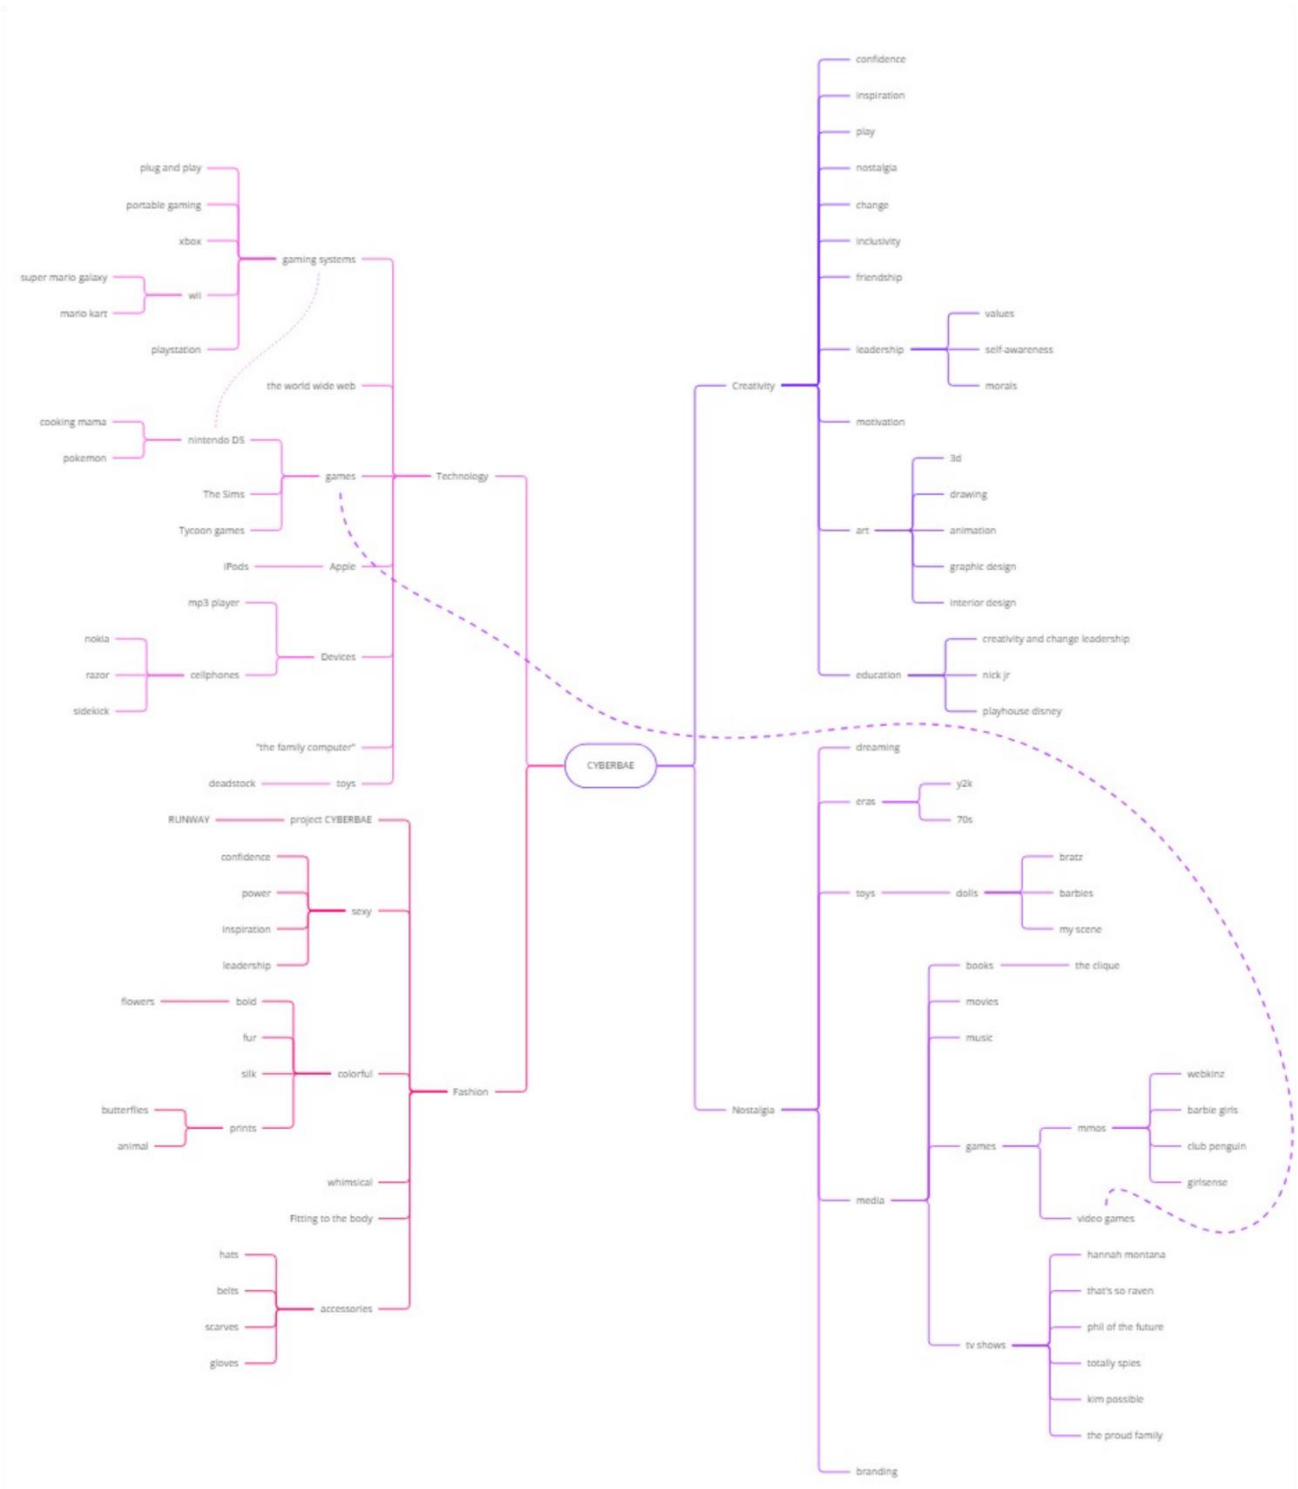 CYBERBAE
Technology
gaming systems
plug and play
portable gaming
xbox
wii
super mario galaxy
mario kart
playstation
the world wide web
games
nintendo DS
cooking mama
pokemon
The Sims
Tycoon games
Apple
iPods
Devices
mp3 player
cellphones
nokia
razor
sidekick
"the family computer"
toys
deadstock
Fashion
project CYBERBAE
RUNWAY
sexy
confidence
power
inspiration
leadership
colorful
bold
flowers
fur
silk
prints
butterflies
animal
whimsical
Fitting to the body
accessories
hats
belts
scarves
gloves
Creativity
confidence
inspiration
play
nostalgia
change
inclusivity
friendship
leadership
values
self-awareness
morals
motivation
art
3d
drawing
animation
graphic design
interior design
education
creativity and change leadership
nick jr
playhouse disney
Nostalgia
dreaming
eras
y2k
70s
toys
dolls
bratz
barbies
my scene
media
books
the clique
movies
music
games
mmos
webkinz
barbie girls
club penguin
girlsense
video games
tv shows
hannah montana
that's so raven
phil of the future
totally spies
kim possible
the proud family
branding